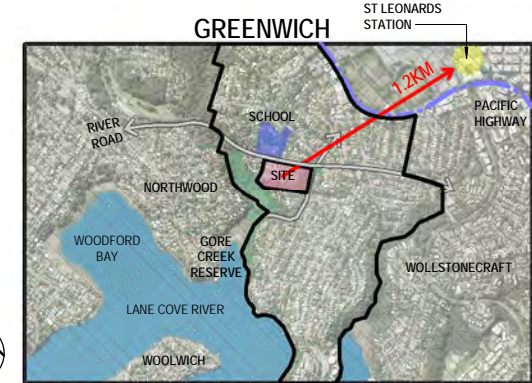 ST LEONARDS
STATION
GREENWICH
1.2KM
PACIFIC
HIGHWAY
SCHOOL
RIVER
ROAD
SITE
NORTHWOOD
WOODFORD
BAY
GORE
CREEK
RESERVE
WOLLSTONECRAFT
LANE COVE RIVER
WOOLWICH